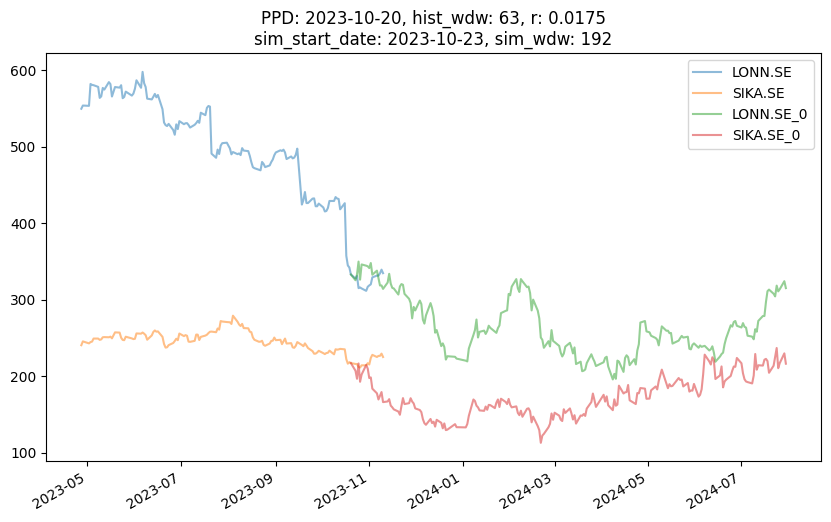 PPD: 2023-10-20, hist_wdw: 63, r: 0.0175
sim_start_date: 2023-10-23, sim_wdw: 192
LONN.SE
SIKA.SE
LONN.SE_0
SIKA.SE_0
600
500
400
300
200
100
2023-05
2023-07
2023-09
2023-11
2024-01
2024-03
2024-05
2024-07